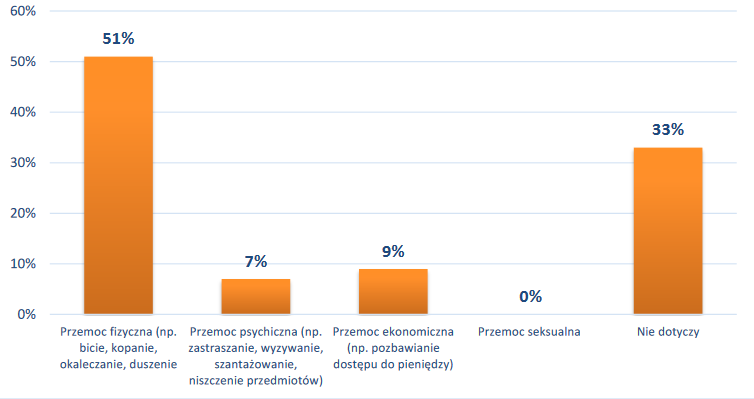 60%
50%
40%
30%
20%
10%
0%
51%
7%
9%
0%
33%
Przemoc fizyczna (np.
bicie, kopanie,
okaleczanie, duszenie
Przemoc psychiczna (np.
zastraszanie, wyzywanie,
szantażowanie,
niszczenie przedmiotów)
Przemoc ekonomiczna
(np. pozbawianie
dostępu do pieniędzy)
Przemoc seksualna
Nie dotyczy